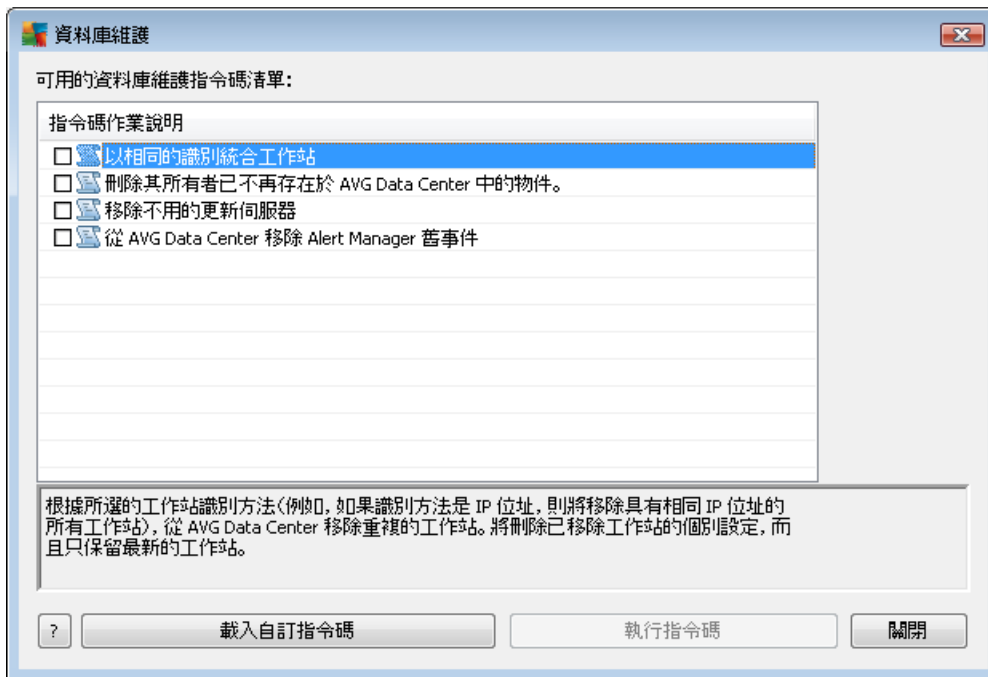 資料庫維護
可用的資料庫維護指令碼清單:
指令碼作業說明
以相同的識別統合工作站
刪除其所有者已不再存在於 AVG Data Center 中的物件。
移除不用的更新伺服器
從 AVG Data Center 移除 Alert Manager 舊事件
根據所選的工作站識別方法(例如, 如果識別方法是 IP 位址, 則將移除具有相同 IP 位址的
所有工作站), 從 AVG Data Center 移除重複的工作站。將刪除已移除工作站的個別設定, 而
且只保留最新的工作站。
? 載入自訂指令碼 執行指令碼 關閉